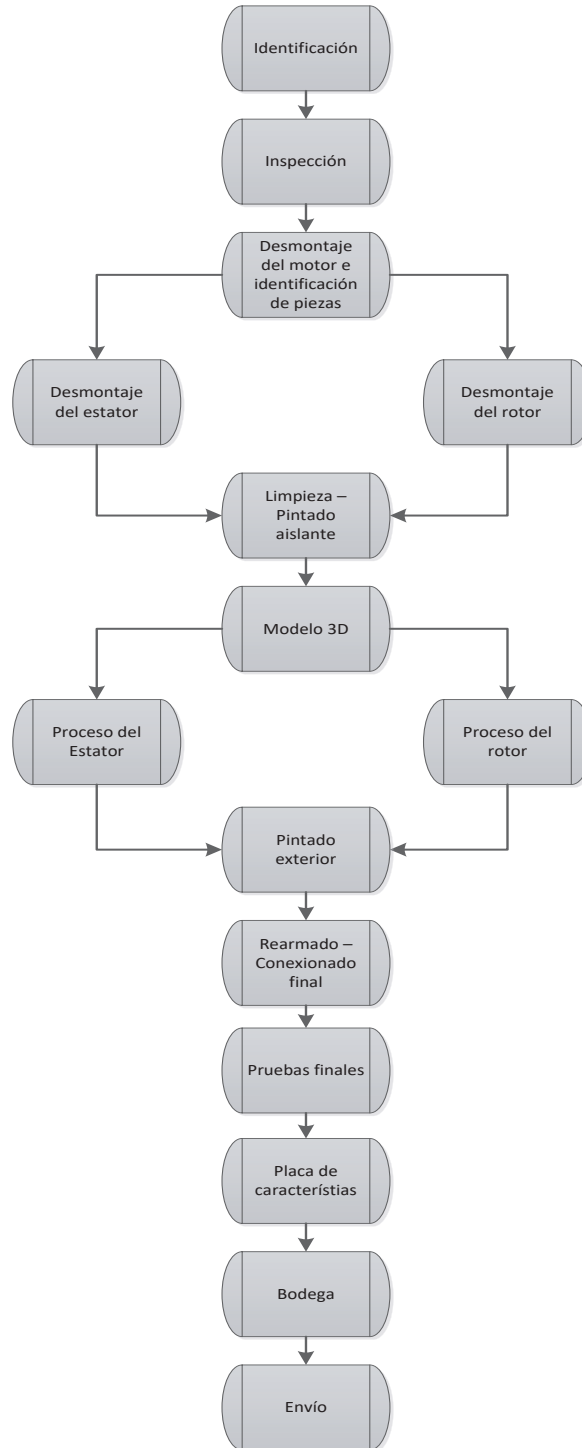 Identificación
Inspección
Desmontaje
del motor e
identificación
de piezas
Desmontaje
del estator
Desmontaje
del rotor
Limpieza –
Pintado
aislante
Modelo 3D
Proceso del
Estator
Proceso del
rotor
Pintado
exterior
Rearmado –
Conexionado
final
Pruebas finales
Placa de
característias
Bodega
Envío